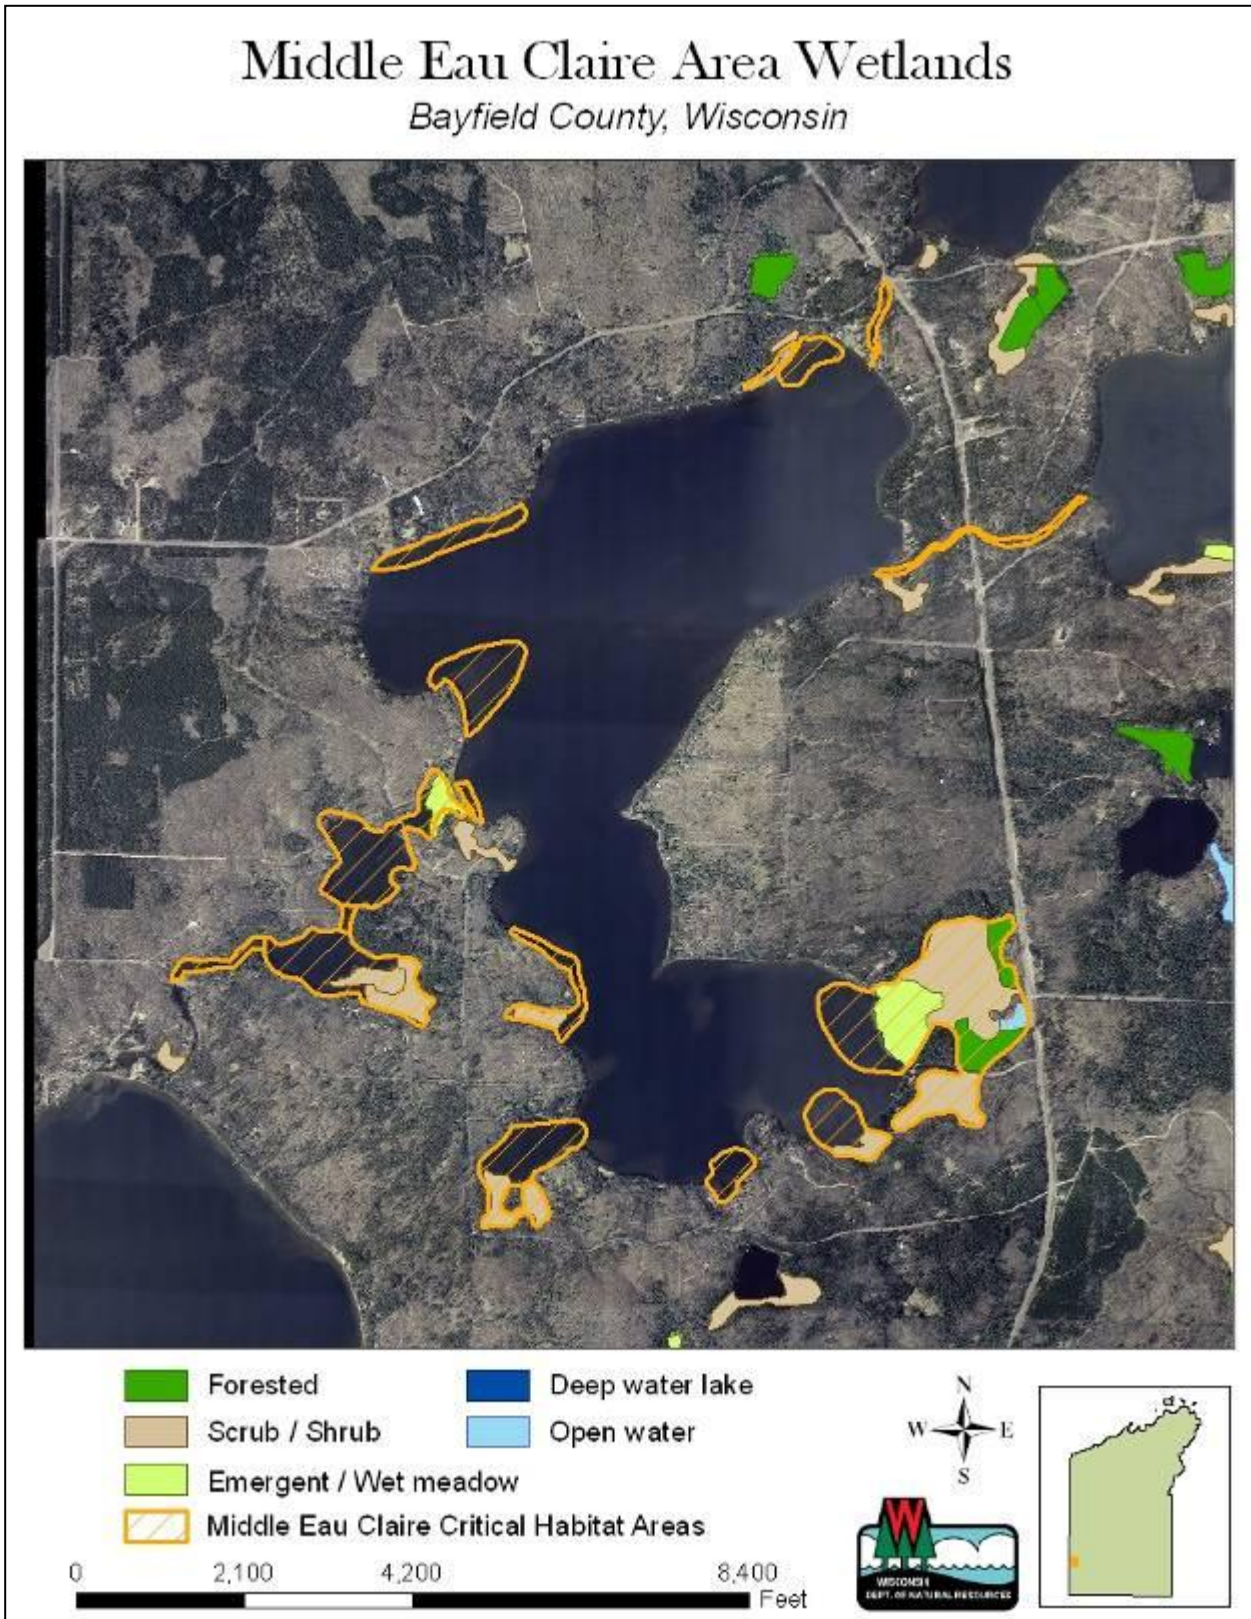 Middle Eau Claire Area Wetlands
Bayfield County, Wisconsin
Forested
Scrub / Shrub
Emergent / Wet meadow
Middle Eau Claire Critical Habitat Areas
Deep water lake
Open water
N
W E
S
0 2,100 4,200 8,400
Feet
W
WISCONSIN
DEPT. OF NATURAL RESOURCES